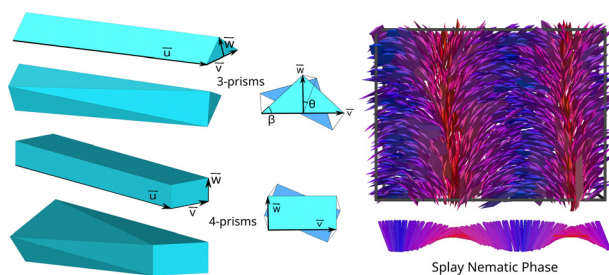 w̅
u̅
v̅
3-prisms
w̅
θ
β
v̅
w̅
u̅
v̅
4-prisms
w̅
v̅
Splay Nematic Phase